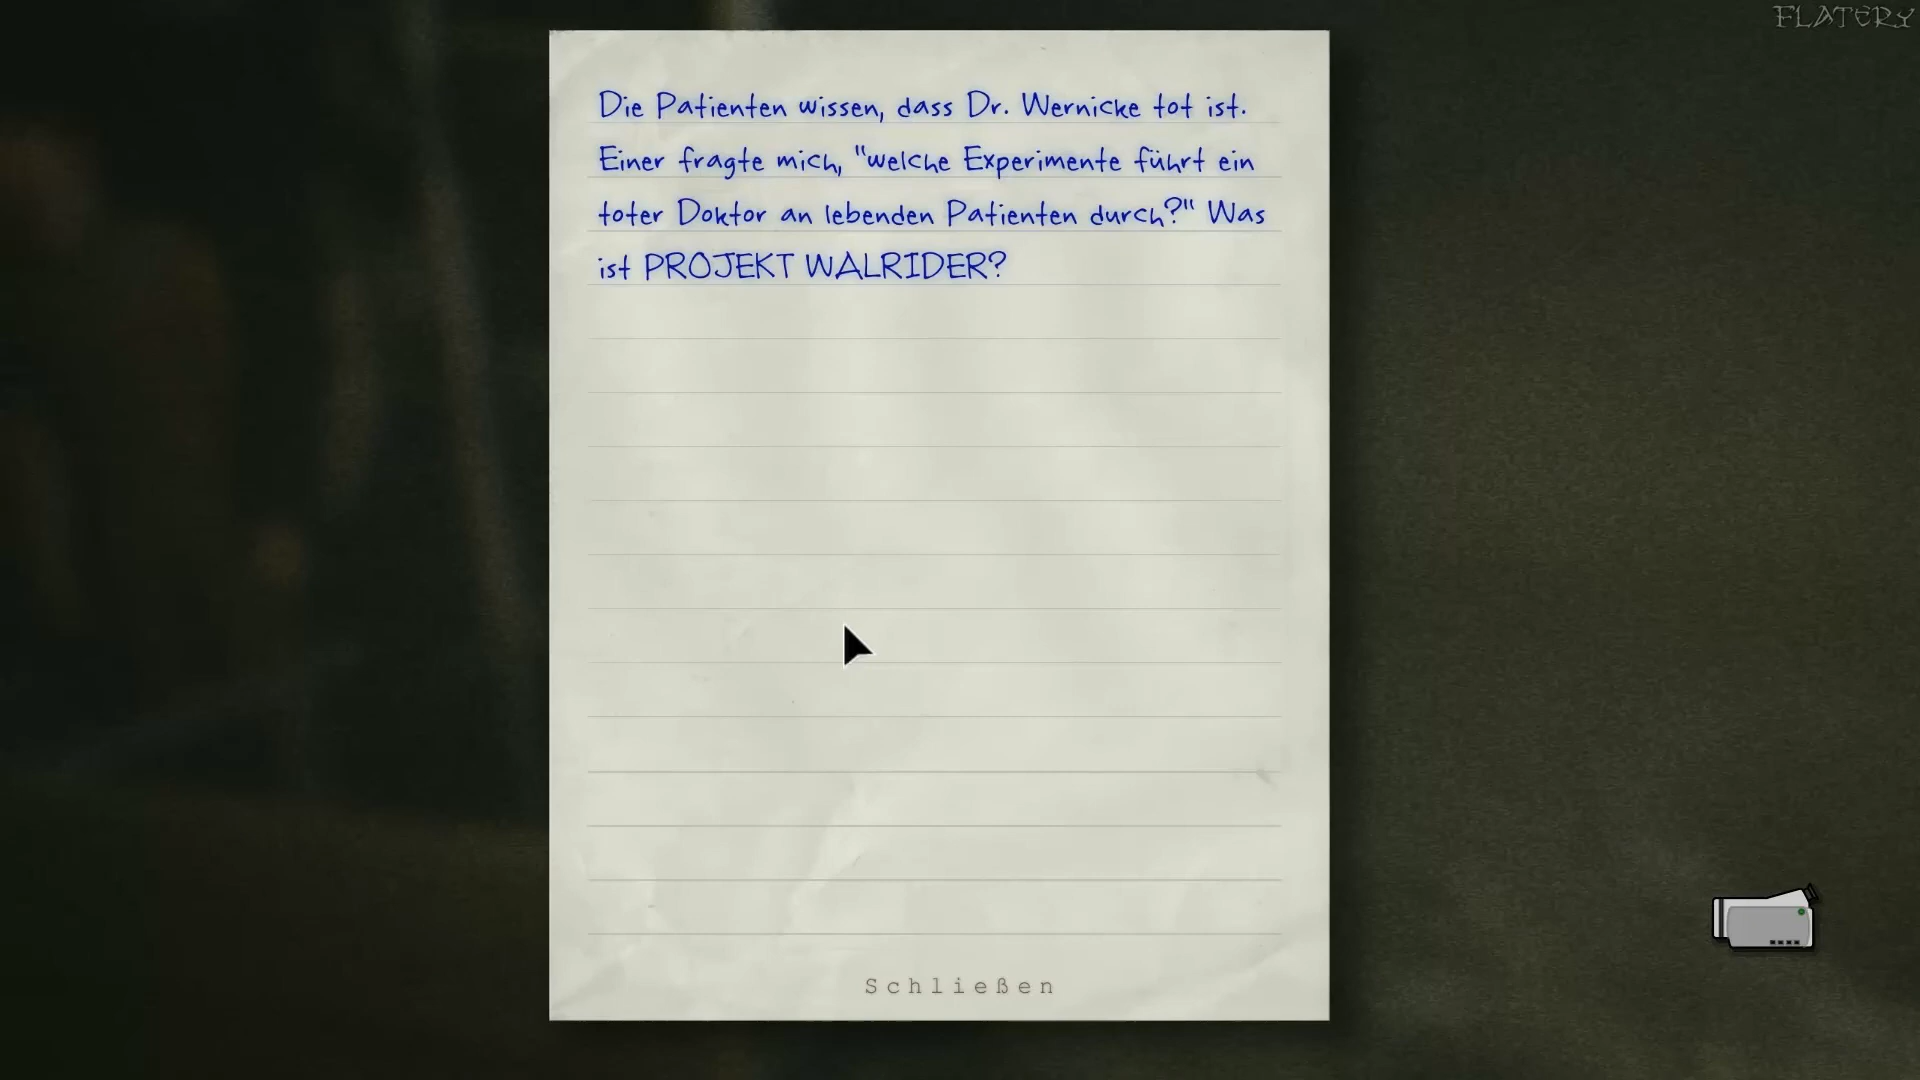 FLATERY
Die Patienten wissen, dass Dr. Wernicke tot ist.
Einer fragte mich, "welche Experimente führt ein
toter Doktor an lebenden Patienten durch?" Was
ist PROJEKT WALRIDER?
Schließen